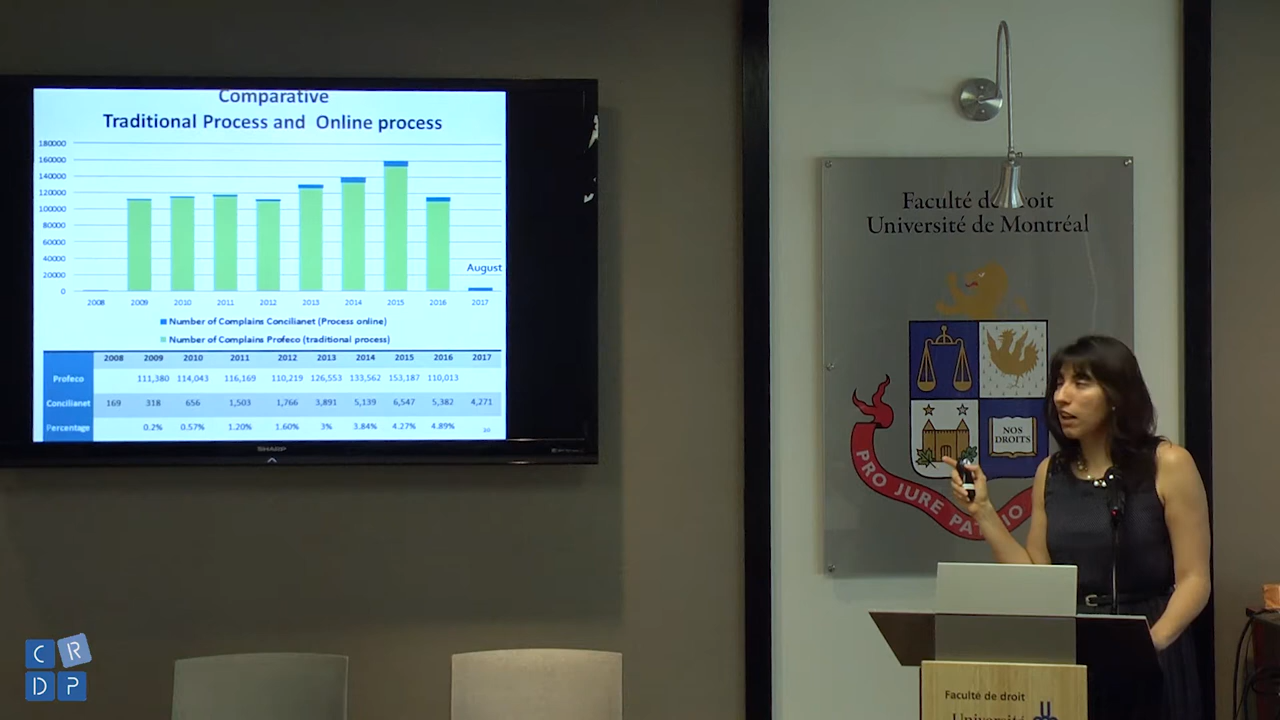 Comparative
Traditional Process and Online process
180000
160000
140000
120000
100000
80000
60000
40000
20000
0
August
2008 2009 2010 2011 2012 2013 2014 2015 2016 2017
Number of Complains Concilianet (Process online)
Number of Complains Profeco (traditional process)
2008 2009 2010 2011 2012 2013 2014 2015 2016 2017
Profeco 111,380 114,043 116,169 110,219 126,553 133,562 153,187 110,013
Concilianet 169 318 656 1,503 1,766 3,891 5,139 6,547 5,382 4,271
Percentage 0.2% 0.57% 1.20% 1.60% 3% 3.84% 4.27% 4.89%
SHARP
Faculté de droit
Université de Montréal
NOS
DROITS
PRO JURE PATRIO
Faculté de droit
Université
C R
D P